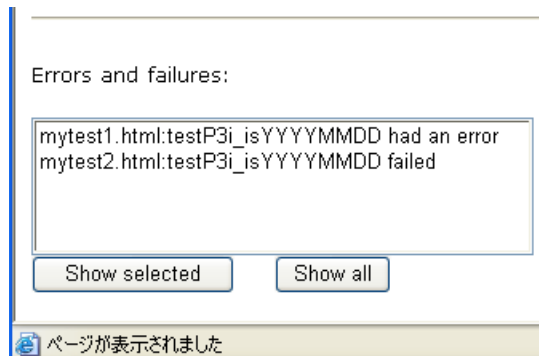 Errors and failures:
mytest1.html:testP3i_isYYYYMMDD had an error
mytest2.html:testP3i_isYYYYMMDD failed
Show selected
Show all
ページが表示されました